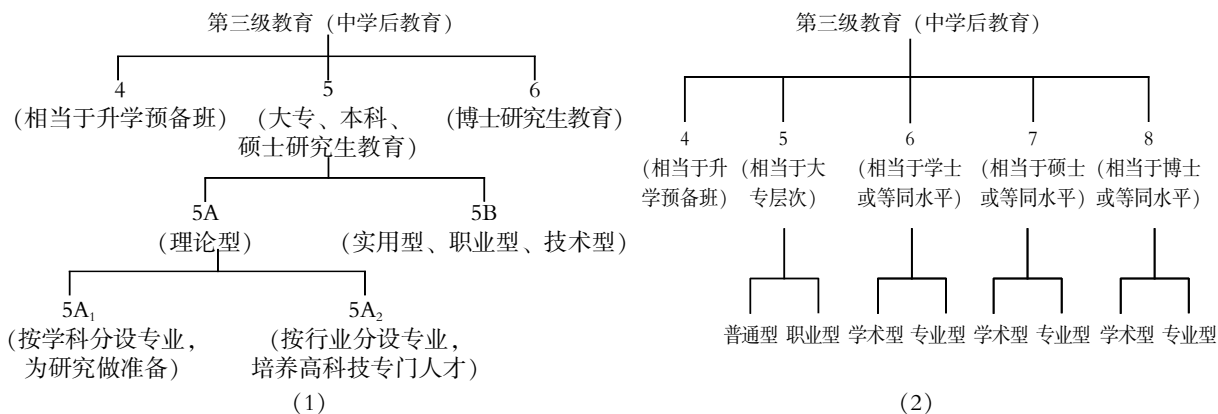 第三级教育（中学后教育）
4 5 6
（相当于升学预备班） （大专、本科、 （博士研究生教育）
硕士研究生教育）
5A 5B
（理论型） （实用型、职业型、技术型）
5A₁ 5A₂
（按学科分设专业， （按行业分设专业，
为研究做准备） 培养高科技专门人才）
（1）
第三级教育（中学后教育）
4 5 6 7 8
（相当于升 （相当于大 （相当于学士 （相当于硕士 （相当于博士
学预备班） 专层次） 或等同水平） 或等同水平） 或等同水平）
普通型 职业型 学术型 专业型 学术型 专业型 学术型 专业型
（2）